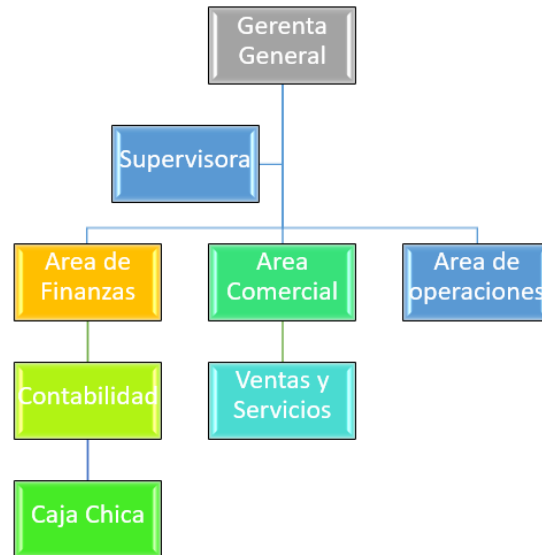 Gerenta
General
Supervisora
Area de
Finanzas
Area
Comercial
Area de
operaciones
Contabilidad
Ventas y
Servicios
Caja Chica